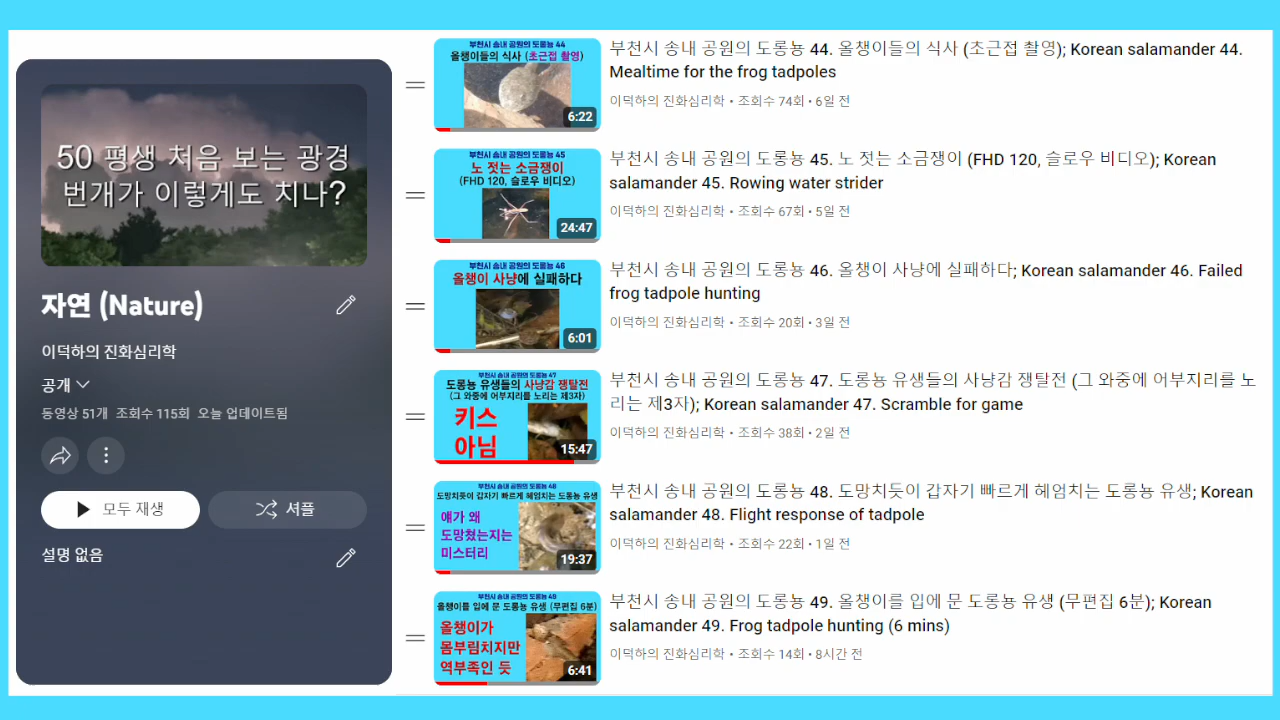 50 평생 처음 보는 광경
번개가 이렇게도 치나?
자연 (Nature)
이덕하의 진화심리학
공개
동영상 51개 조회수 115회 오늘 업데이트됨
모두 재생
셔플
설명 없음
부천시 송내 공원의 도롱뇽 44
올챙이들의 식사 (초근접 촬영)
6:22
부천시 송내 공원의 도롱뇽 44. 올챙이들의 식사 (초근접 촬영); Korean salamander 44.
Mealtime for the frog tadpoles
이덕하의 진화심리학 • 조회수 74회 • 6일 전
부천시 송내 공원의 도롱뇽 45
노 젓는 소금쟁이
(FHD 120, 슬로우 비디오)
24:47
부천시 송내 공원의 도롱뇽 45. 노 젓는 소금쟁이 (FHD 120, 슬로우 비디오); Korean
salamander 45. Rowing water strider
이덕하의 진화심리학 • 조회수 67회 • 5일 전
부천시 송내 공원의 도롱뇽 46
올챙이 사냥에 실패하다
6:01
부천시 송내 공원의 도롱뇽 46. 올챙이 사냥에 실패하다; Korean salamander 46. Failed
frog tadpole hunting
이덕하의 진화심리학 • 조회수 20회 • 3일 전
부천시 송내 공원의 도롱뇽 47
도롱뇽 유생들의 사냥감 쟁탈전
(그 와중에 어부지리를 노리는 제3자)
키스
아님
15:47
부천시 송내 공원의 도롱뇽 47. 도롱뇽 유생들의 사냥감 쟁탈전 (그 와중에 어부지리를 노
리는 제3자); Korean salamander 47. Scramble for game
이덕하의 진화심리학 • 조회수 38회 • 2일 전
부천시 송내 공원의 도롱뇽 48
도망치듯이 갑자기 빠르게 헤엄치는 도롱뇽 유생
얘가 왜
도망쳤는지는
미스터리
19:37
부천시 송내 공원의 도롱뇽 48. 도망치듯이 갑자기 빠르게 헤엄치는 도롱뇽 유생; Korean
salamander 48. Flight response of tadpole
이덕하의 진화심리학 • 조회수 22회 • 1일 전
부천시 송내 공원의 도롱뇽 49
올챙이를 입에 문 도롱뇽 유생 (무편집 6분)
올챙이가
몸부림치지만
역부족인 듯
6:41
부천시 송내 공원의 도롱뇽 49. 올챙이를 입에 문 도롱뇽 유생 (무편집 6분); Korean
salamander 49. Frog tadpole hunting (6 mins)
이덕하의 진화심리학 • 조회수 14회 • 8시간 전